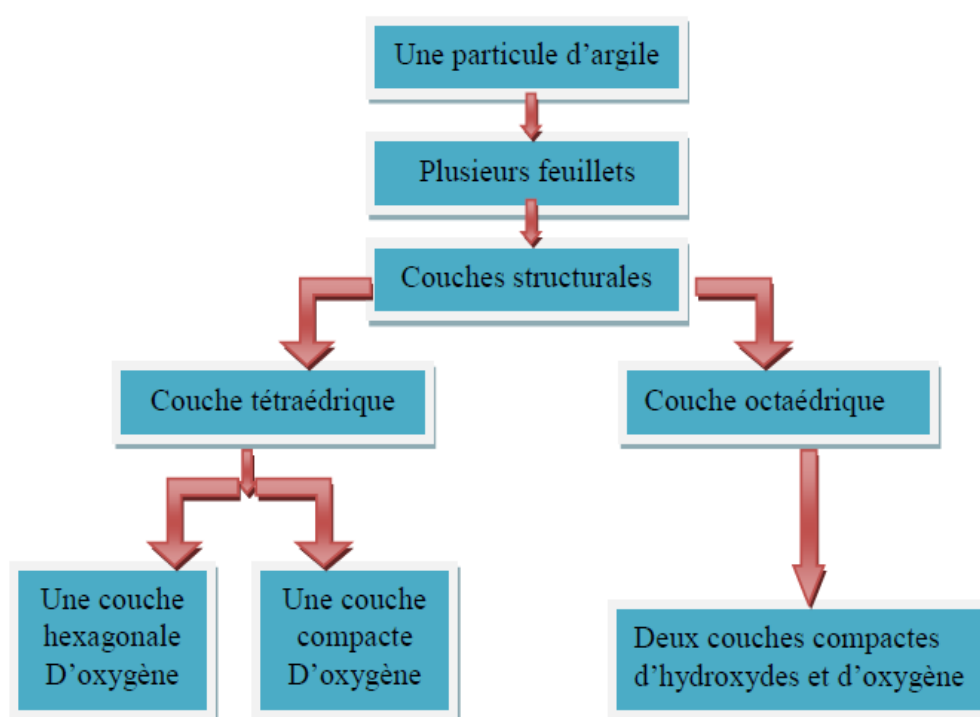 Une particule d’argile
Plusieurs feuillets
Couches structurales
Couche tétraédrique
Couche octaédrique
Une couche
hexagonale
D’oxygène
Une couche
compacte
D’oxygène
Deux couches compactes
d’hydroxydes et d’oxygène